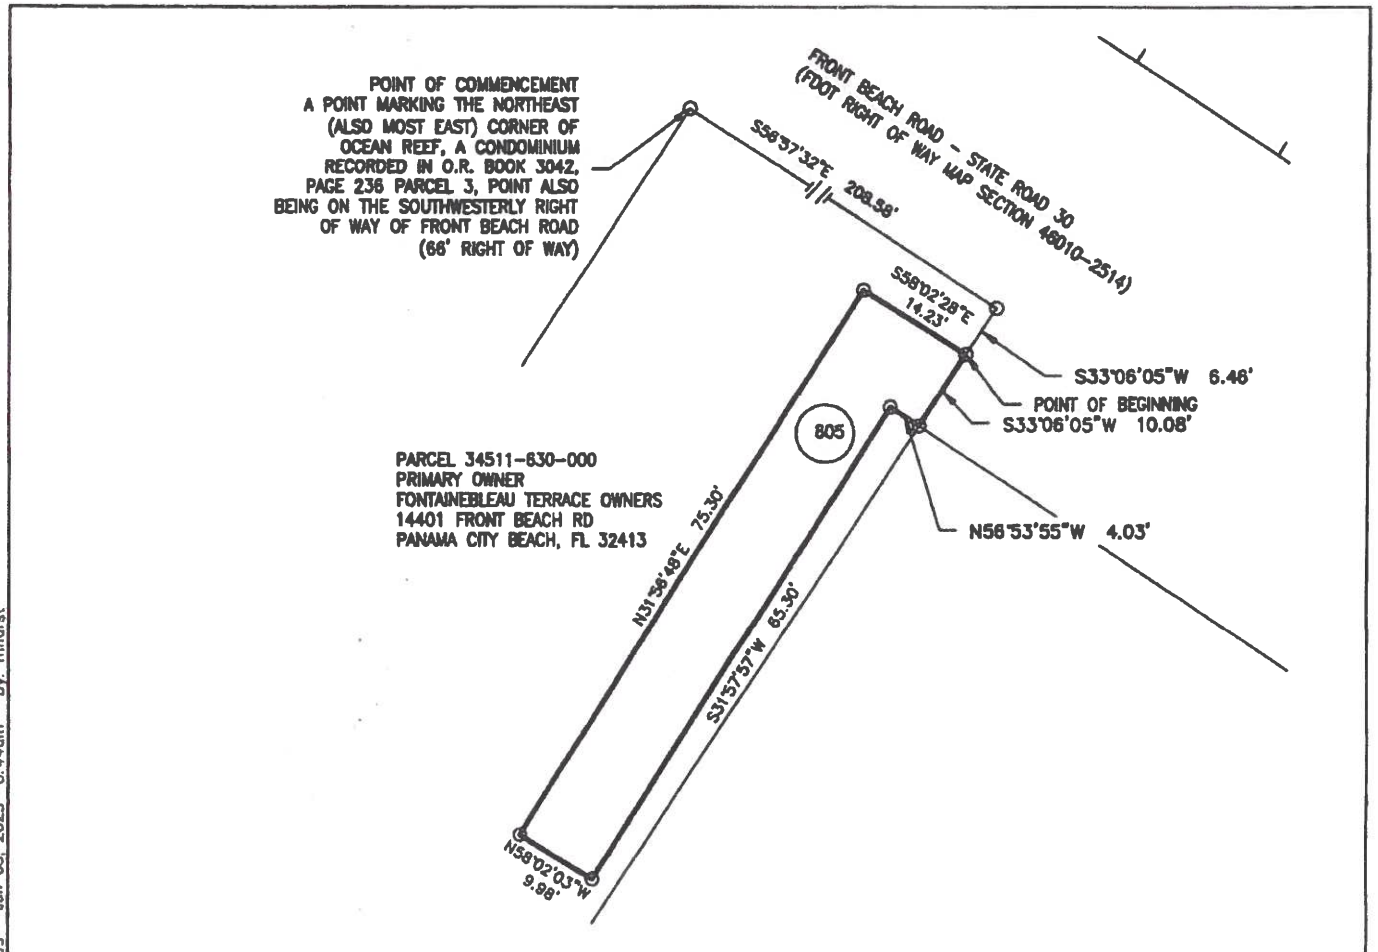 POINT OF COMMENCEMENT
A POINT MARKING THE NORTHEAST
(ALSO MOST EAST) CORNER OF
OCEAN REEF, A CONDOMINIUM
RECORDED IN O.R. BOOK 3042,
PAGE 236 PARCEL 3, POINT ALSO
BEING ON THE SOUTHWESTERLY RIGHT
OF WAY OF FRONT BEACH ROAD
(66' RIGHT OF WAY)
FRONT BEACH ROAD - STATE ROAD 30
(FDOT RIGHT OF WAY MAP SECTION 46010-2514)
208.58'
S58°02'28"E
14.23'
S33°06'05"W 6.46'
POINT OF BEGINNING
S33°06'05"W 10.08'
805
N56°53'55"W 4.03'
PARCEL 34511-630-000
PRIMARY OWNER
FONTAINEBLEAU TERRACE OWNERS
14401 FRONT BEACH RD
PANAMA CITY BEACH, FL 32413
N31°56'48"E 75.30'
S31°57'57"W 65.30'
N58°02'03"W
9.98'